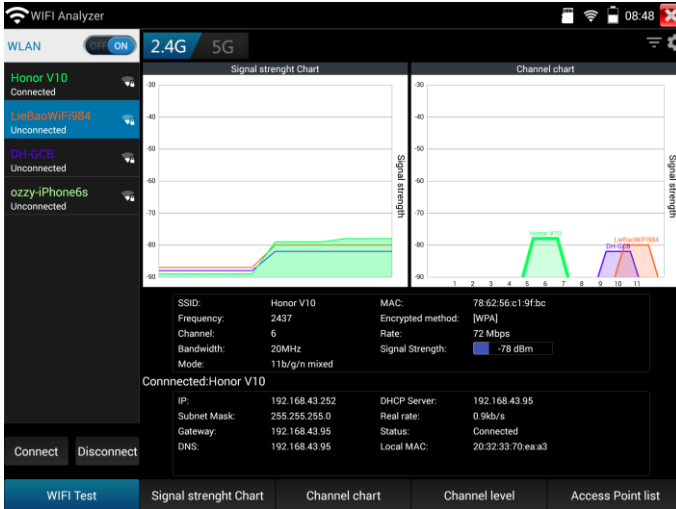 WIFI Analyzer
08:48
WLAN
OFF ON
2.4G 5G
Honor V10
Connected
LieBaoWiFi984
Unconnected
DH-GCB
Unconnected
ozzy-iPhone6s
Unconnected
Connect Disconnect
Signal strenght Chart
-30
-40
-50
-60
-70
-80
-90
Signal strength
Channel chart
-30
-40
-50
-60
-70
-80
-90
Honor V10
DH-GCB
LieBaoWiFi984
1 2 3 4 5 6 7 8 9 10 11
Signal strength
SSID: Honor V10 MAC: 78:62:56:c1:9f:bc
Frequency: 2437 Encrypted method: [WPA]
Channel: 6 Rate: 72 Mbps
Bandwidth: 20MHz Signal Strength: -78 dBm
Mode: 11b/g/n mixed
Connnected:Honor V10
IP: 192.168.43.252 DHCP Server: 192.168.43.95
Subnet Mask: 255.255.255.0 Real rate: 0.9kb/s
Gateway: 192.168.43.95 Status: Connected
DNS: 192.168.43.95 Local MAC: 20:32:33:70:ea:a3
WIFI Test Signal strenght Chart Channel chart Channel level Access Point list